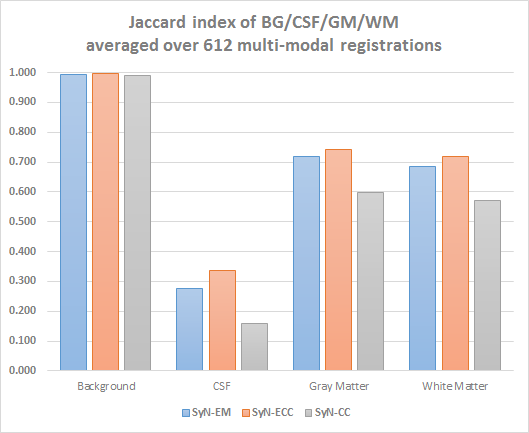 Jaccard index of BG/CSF/GM/WM
averaged over 612 multi-modal registrations
1.000
0.900
0.800
0.700
0.600
0.500
0.400
0.300
0.200
0.100
0.000
Background CSF Gray Matter White Matter
SyN-EM SyN-ECC SyN-CC